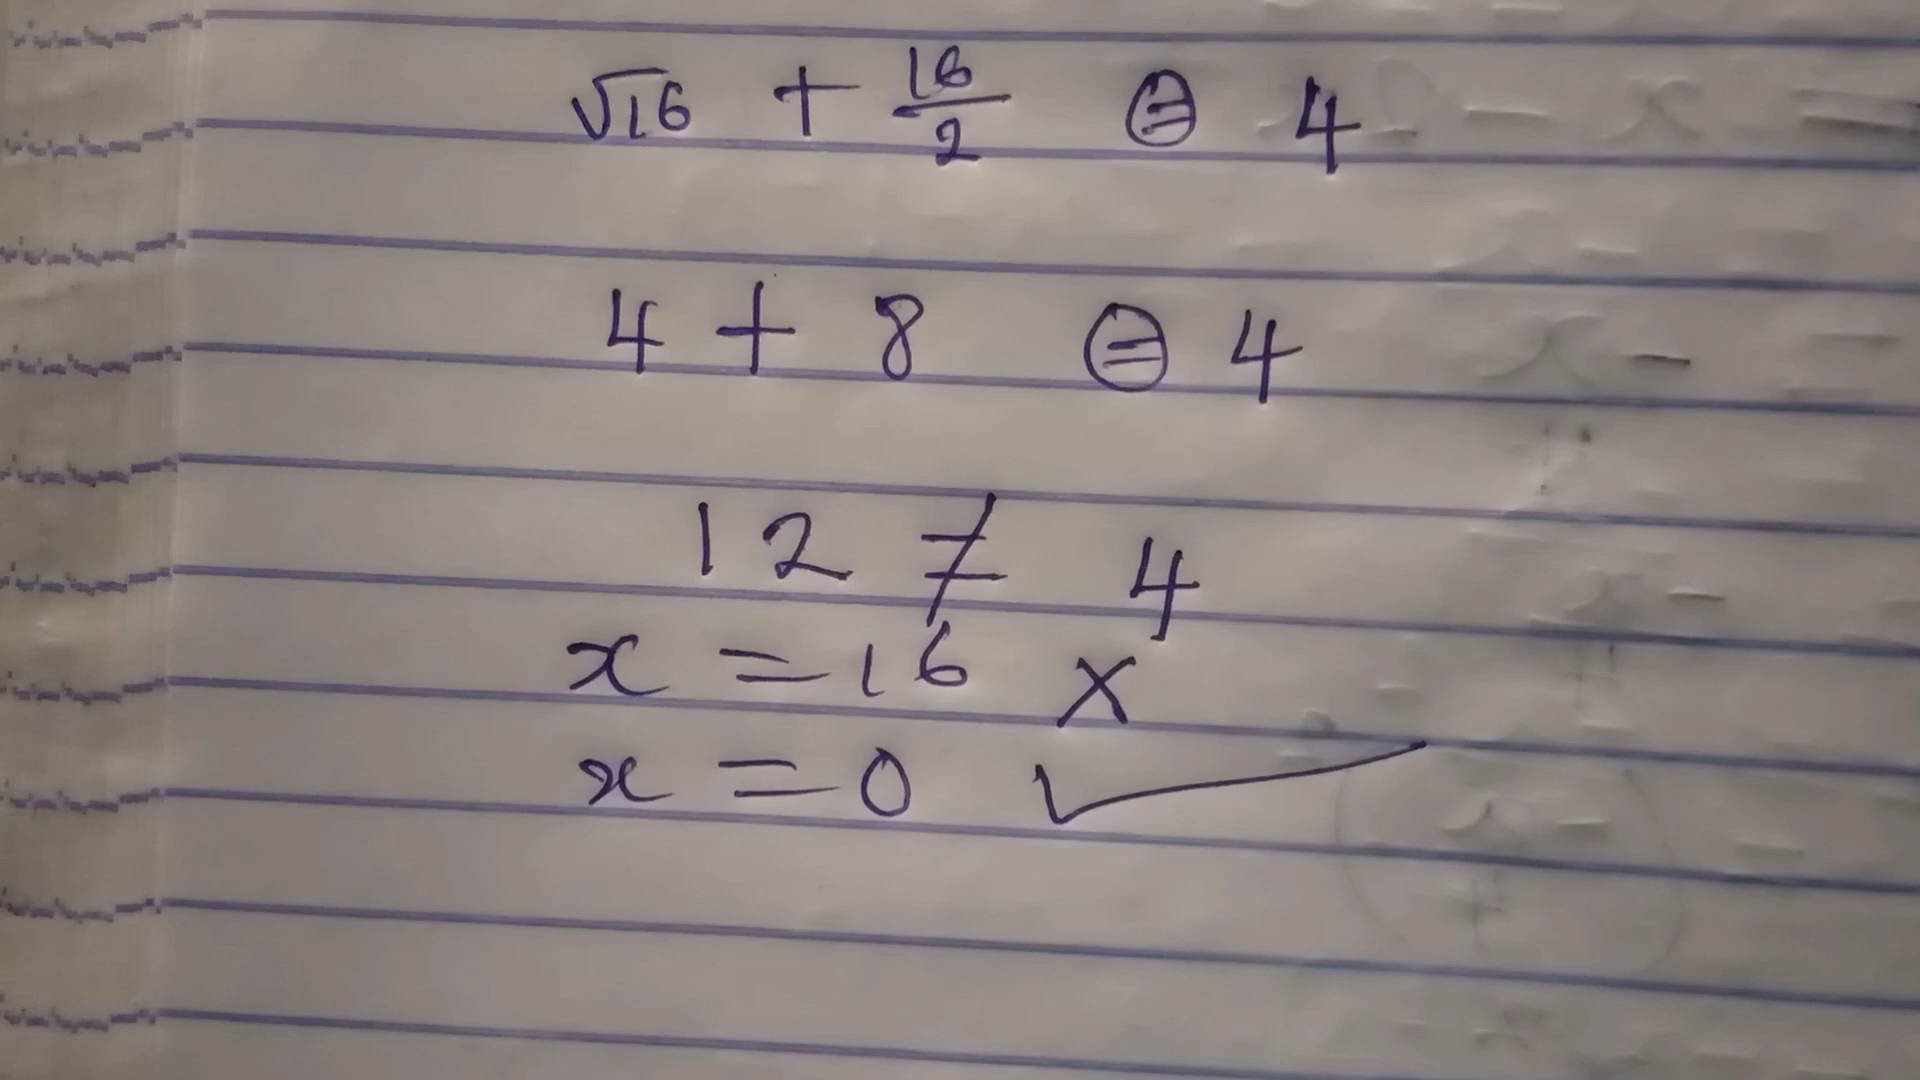 √16 + 16/2 ⊜ 4
4 + 8 ⊜ 4
12 ≠ 4
x = 16 ×
x = 0 ✓